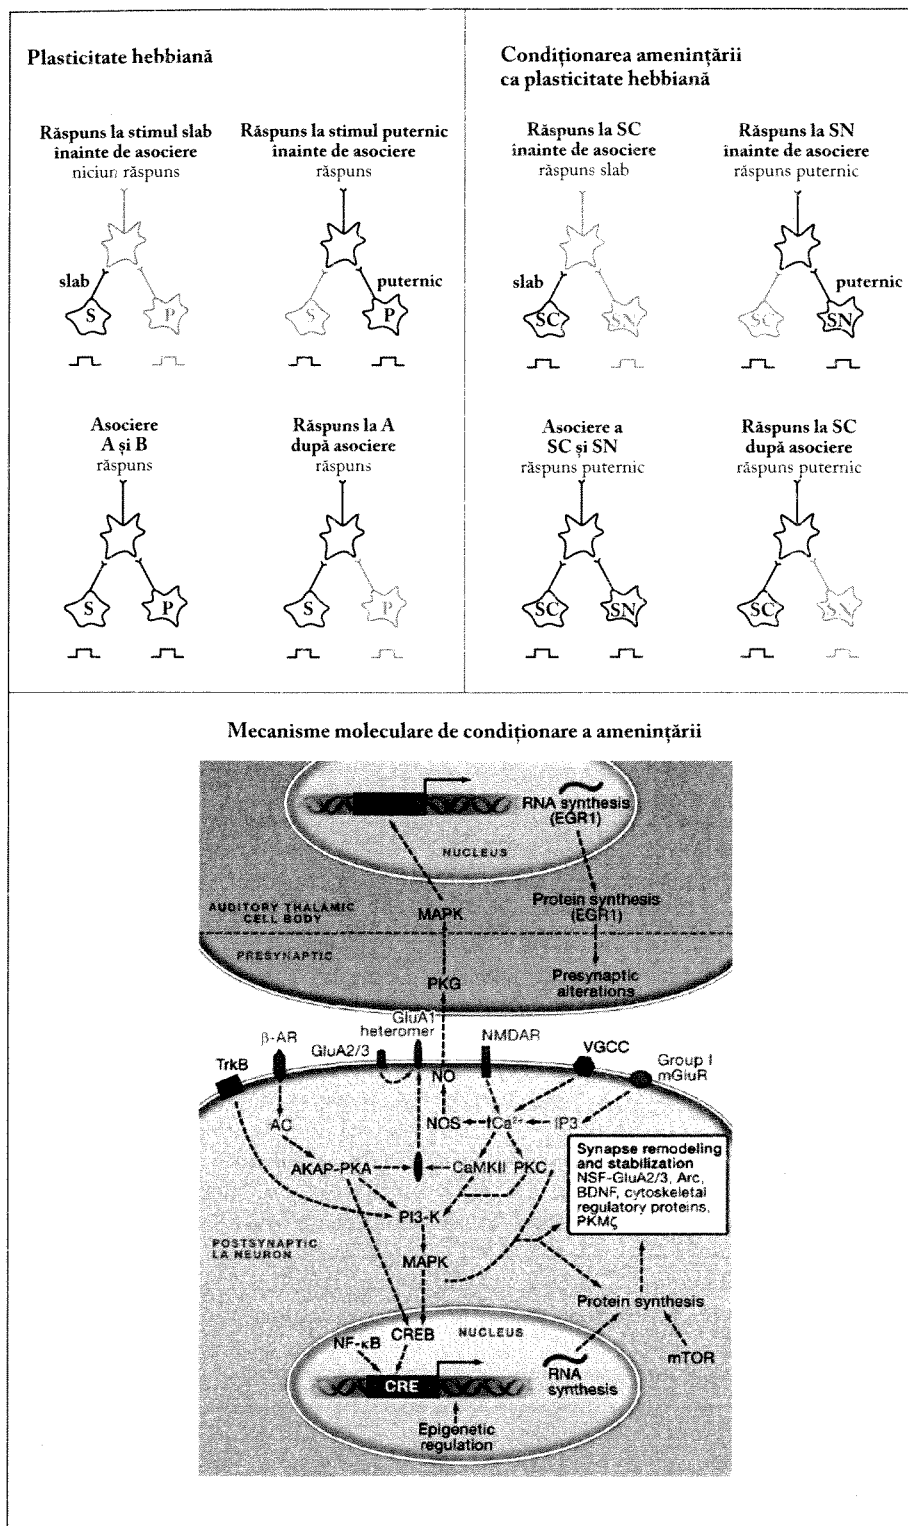 Plasticitate hebbiană
Răspuns la stimul slab
înainte de asociere
niciun răspuns
slab
S
P
Răspuns la stimul puternic
înainte de asociere
răspuns
puternic
S
P
Asociere
A și B
răspuns
S
P
Răspuns la A
după asociere
răspuns
S
P
Condiționarea amenințării
ca plasticitate hebbiană
Răspuns la SC
înainte de asociere
răspuns slab
slab
SC
SN
Răspuns la SN
înainte de asociere
răspuns puternic
puternic
SC
SN
Asociere a
SC și SN
răspuns puternic
SC
SN
Răspuns la SC
după asociere
răspuns puternic
SC
SN
Mecanisme moleculare de condiționare a amenințării
RNA synthesis
(EGR1)
NUCLEUS
AUDITORY THALAMIC
CELL BODY
MAPK
Protein synthesis
(EGR1)
PRESYNAPTIC
PKG
Presynaptic
alterations
TrkB
β-AR
GluA2/3
GluA1
heteromer
NO
NMDAR
VGCC
Group I
mGluR
AC
NOS
↑Ca²⁺
IP3
AKAP-PKA
CaMKII
PKC
Synapse remodeling
and stabilization
NSF-GluA2/3, Arc,
BDNF, cytoskeletal
regulatory proteins,
PKMζ
PI3-K
POSTSYNAPTIC
LA NEURON
MAPK
Protein synthesis
mTOR
NF-κB
CREB
NUCLEUS
CRE
RNA
synthesis
Epigenetic
regulation